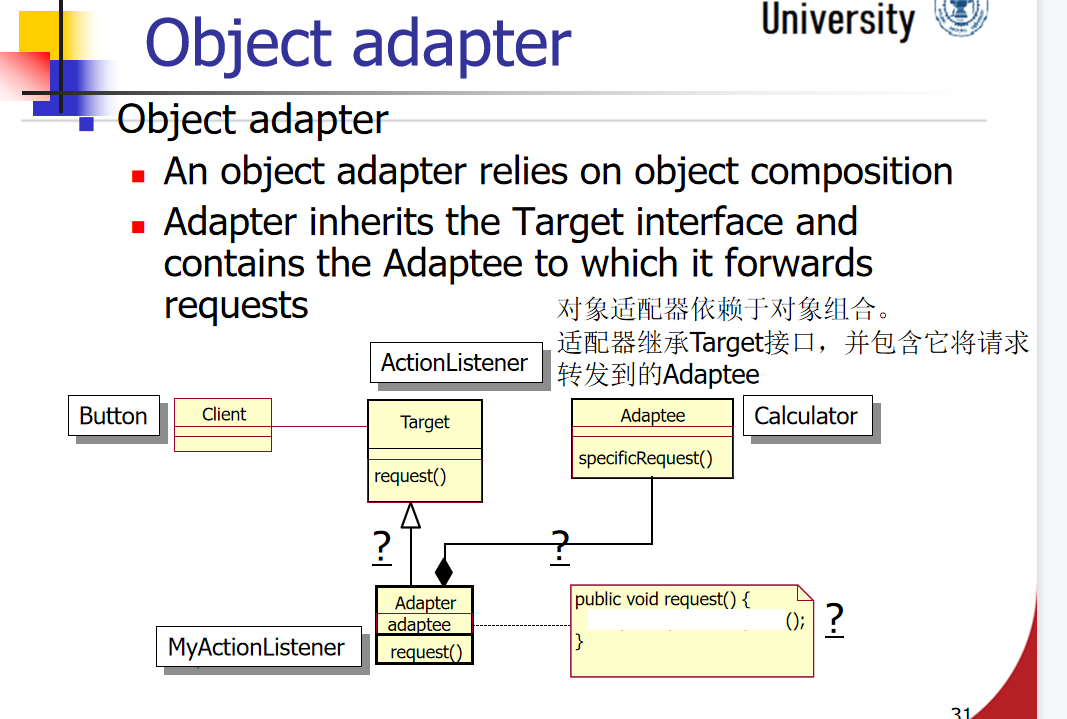 University
Object adapter
Object adapter
An object adapter relies on object composition
Adapter inherits the Target interface and
contains the Adaptee to which it forwards
requests
对象适配器依赖于对象组合。
适配器继承Target接口，并包含它将请求
转发到的Adaptee
ActionListener
Button
Client
Target
request()
Adaptee
specificRequest()
Calculator
?
?
Adapter
adaptee
request()
MyActionListener
public void request() {
();
}
?
31